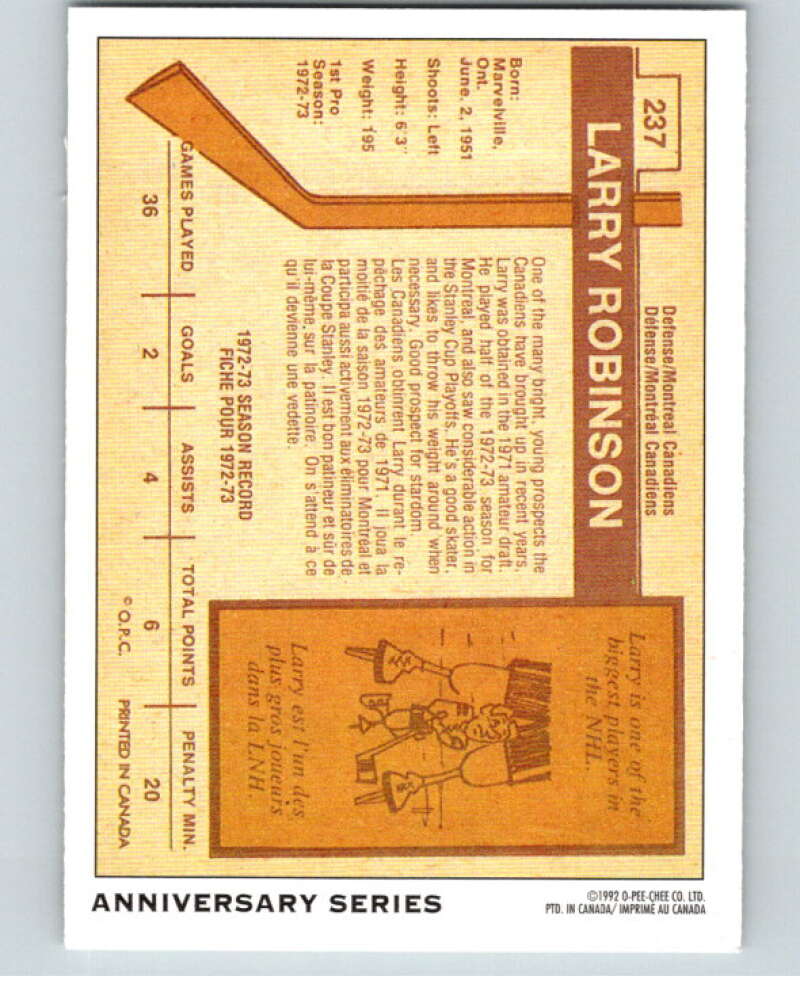 237
LARRY ROBINSON
Defense/Montreal Canadiens
Défense/Montréal Canadiens
Born:
Marvelville,
Ont.
June. 2, 1951
Shoots: Left
Height: 6'3"
Weight: 195
1st Pro
Season:
1972-73
One of the many bright, young prospects the
Canadiens have brought up in recent years,
Larry was obtained in the 1971 amateur draft.
He played half of the 1972-73 season for
Montreal, and also saw considerable action in
the Stanley Cup Playoffs. He's a good skater,
and likes to throw his weight around when
necessary. Good prospect for stardom.
Les Canadiens obtinrent Larry durant le re-
pêchage des amateurs de 1971. Il joua la
moitié de la saison 1972-73 pour Montréal et
participa aussi activement aux éliminatoires de
la Coupe Stanley. Il est bon patineur et sûr de
lui-même, sur la patinoire. On s'attend à ce
qu'il devienne une vedette.
Larry is one of the
biggest players in
the NHL.
Larry est l'un des
plus gros joueurs
dans la LNH.
1972-73 SEASON RECORD
FICHE POUR 1972-73
GAMES PLAYED GOALS ASSISTS TOTAL POINTS PENALTY MIN.
36 2 4 6 20
© O.P.C. PRINTED IN CANADA
ANNIVERSARY SERIES
©1992 O-PEE-CHEE CO. LTD.
PTD. IN CANADA/ IMPRIMÉ AU CANADA